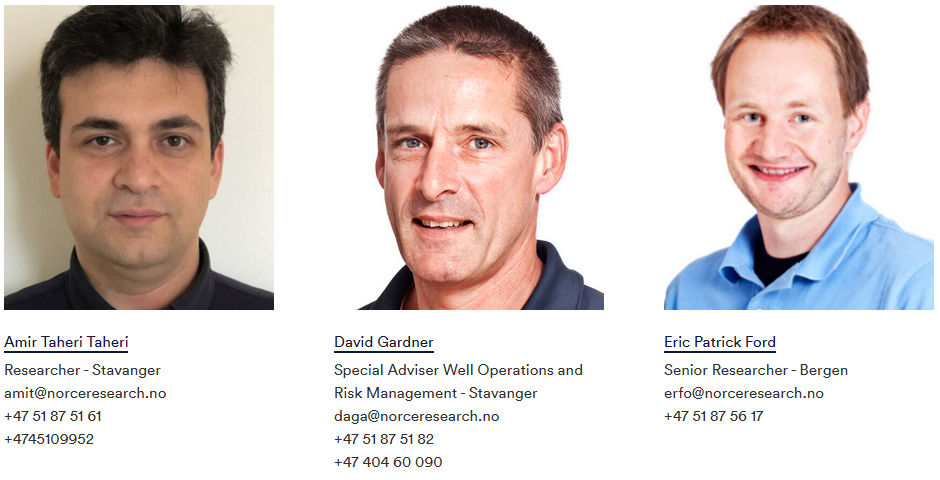 Amir Taheri Taheri
Researcher - Stavanger
amit@norceresearch.no
+47 51 87 51 61
+4745109952
David Gardner
Special Adviser Well Operations and
Risk Management - Stavanger
daga@norceresearch.no
+47 51 87 51 82
+47 404 60 090
Eric Patrick Ford
Senior Researcher - Bergen
erfo@norceresearch.no
+47 51 87 56 17